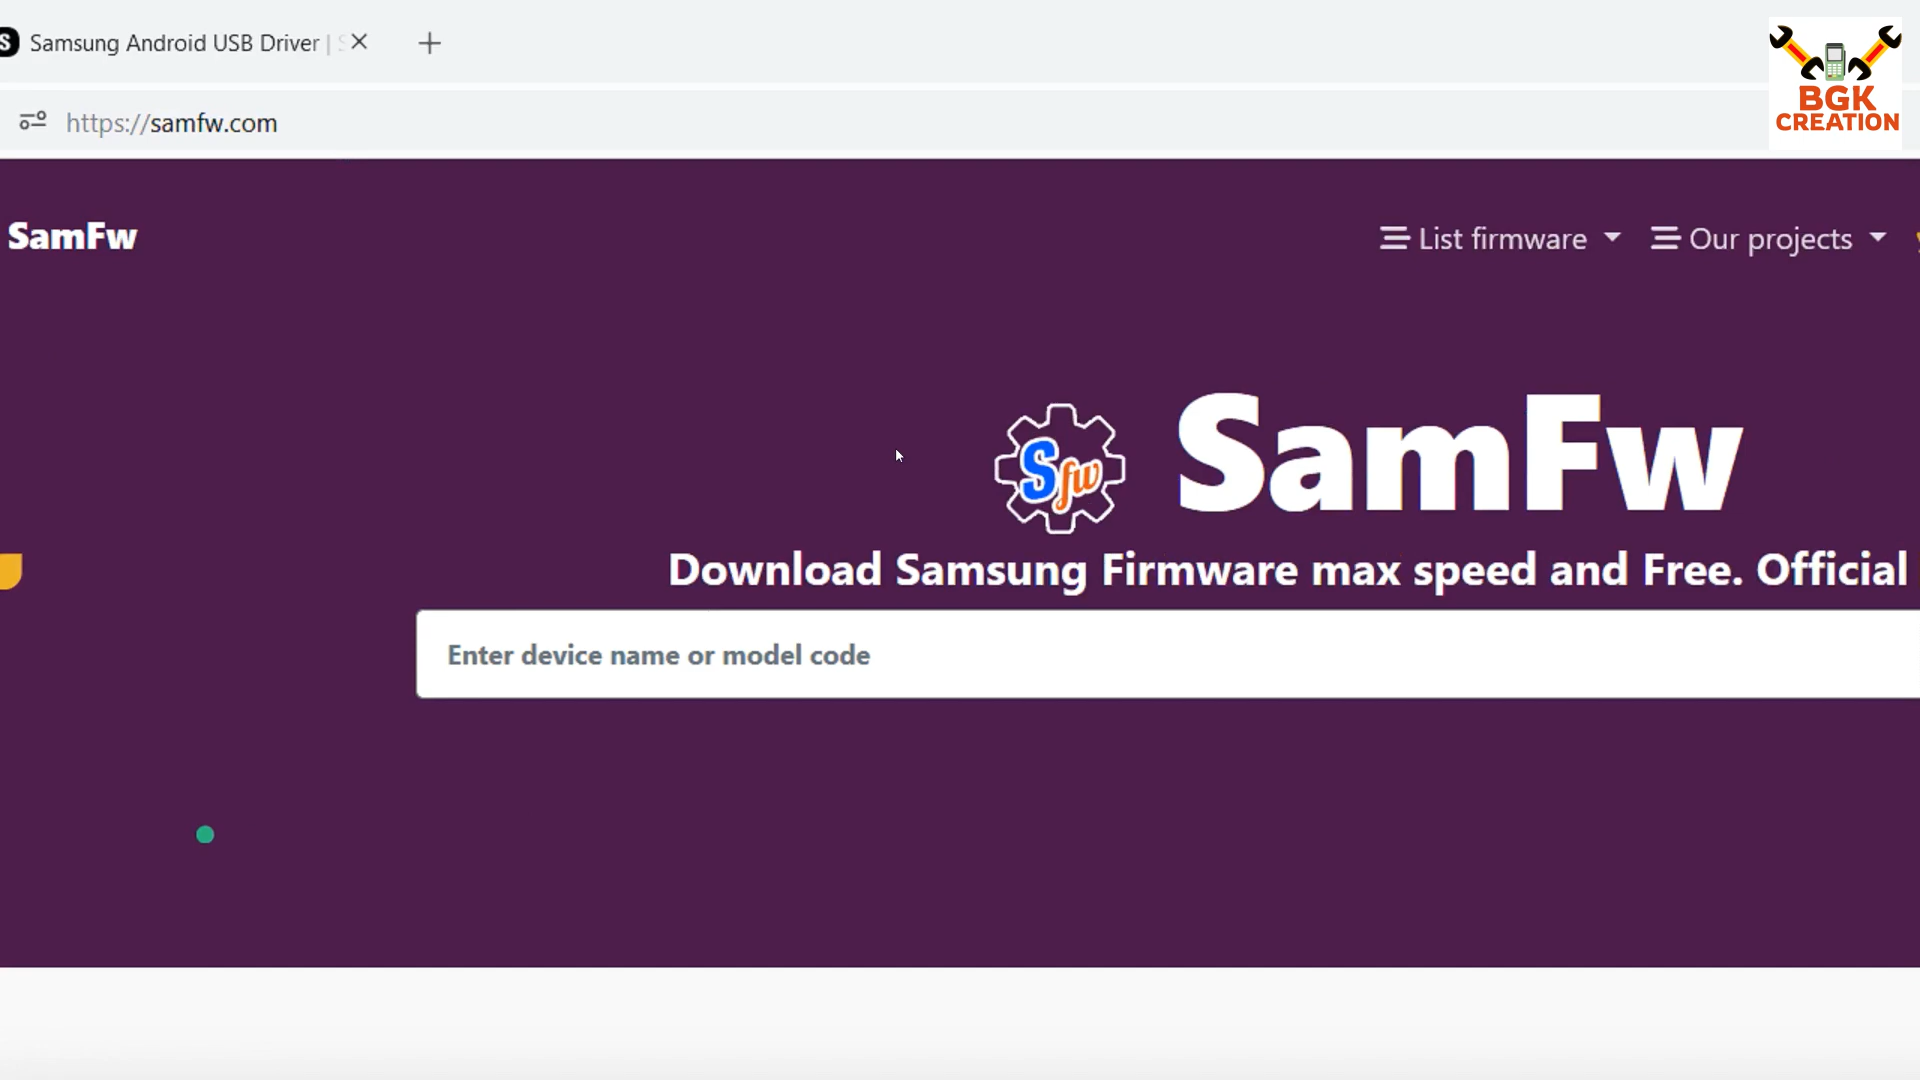 S Samsung Android USB Driver |
https://samfw.com
BGK
CREATION
SamFw
List firmware
Our projects
Sfw
SamFw
Download Samsung Firmware max speed and Free. Official
Enter device name or model code